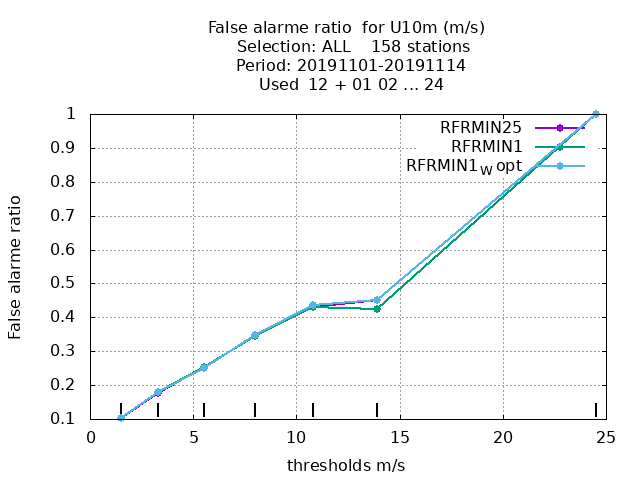 False alarme ratio  for U10m (m/s)
Selection: ALL    158 stations
Period: 20191101-20191114
Used  12 + 01 02 ... 24
RFRMIN25
RFRMIN1
RFRMIN1W opt
1
0.9
0.8
0.7
0.6
0.5
0.4
0.3
0.2
0.1
False alarme ratio
0 5 10 15 20 25
thresholds m/s